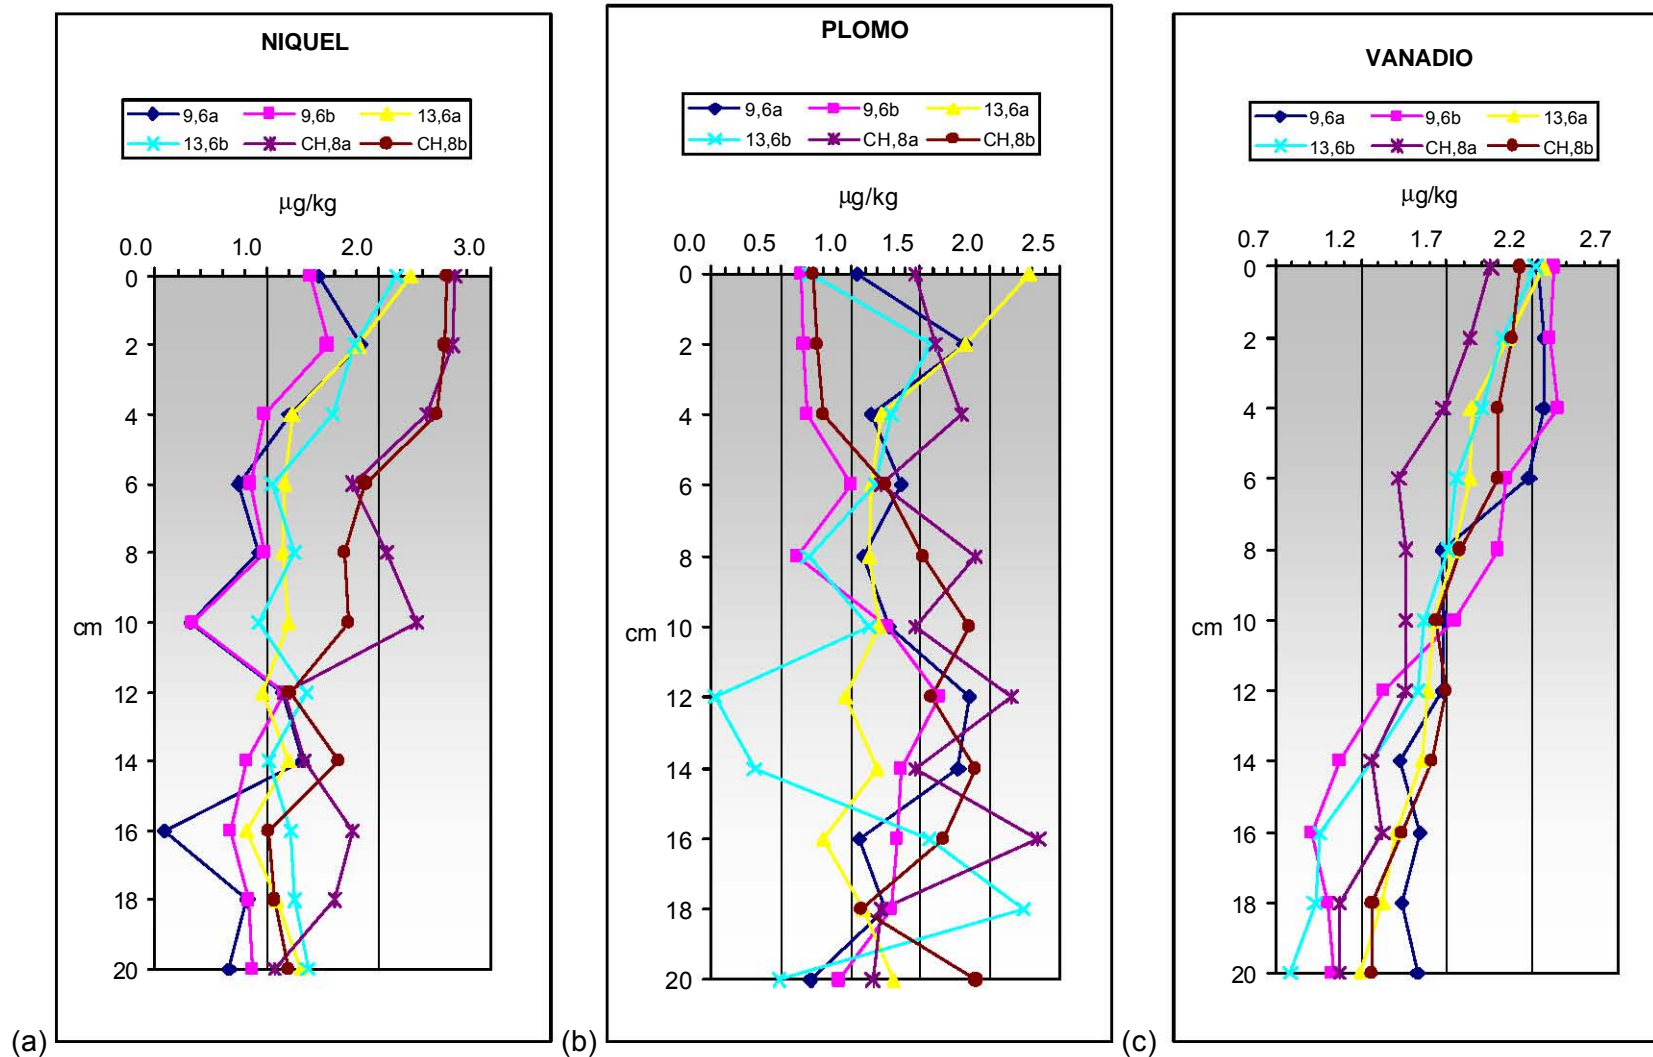 NIQUEL
9,6a 9,6b 13,6a
13,6b CH,8a CH,8b
µg/kg
0.0 1.0 2.0 3.0
0
2
4
6
8
cm 10
12
14
16
18
20
(a)
PLOMO
9,6a 9,6b 13,6a
13,6b CH,8a CH,8b
µg/kg
0.0 0.5 1.0 1.5 2.0 2.5
0
2
4
6
8
cm 10
12
14
16
18
20
(b)
VANADIO
9,6a 9,6b 13,6a
13,6b CH,8a CH,8b
µg/kg
0.7 1.2 1.7 2.2 2.7
0
2
4
6
8
cm 10
12
14
16
18
20
(c)